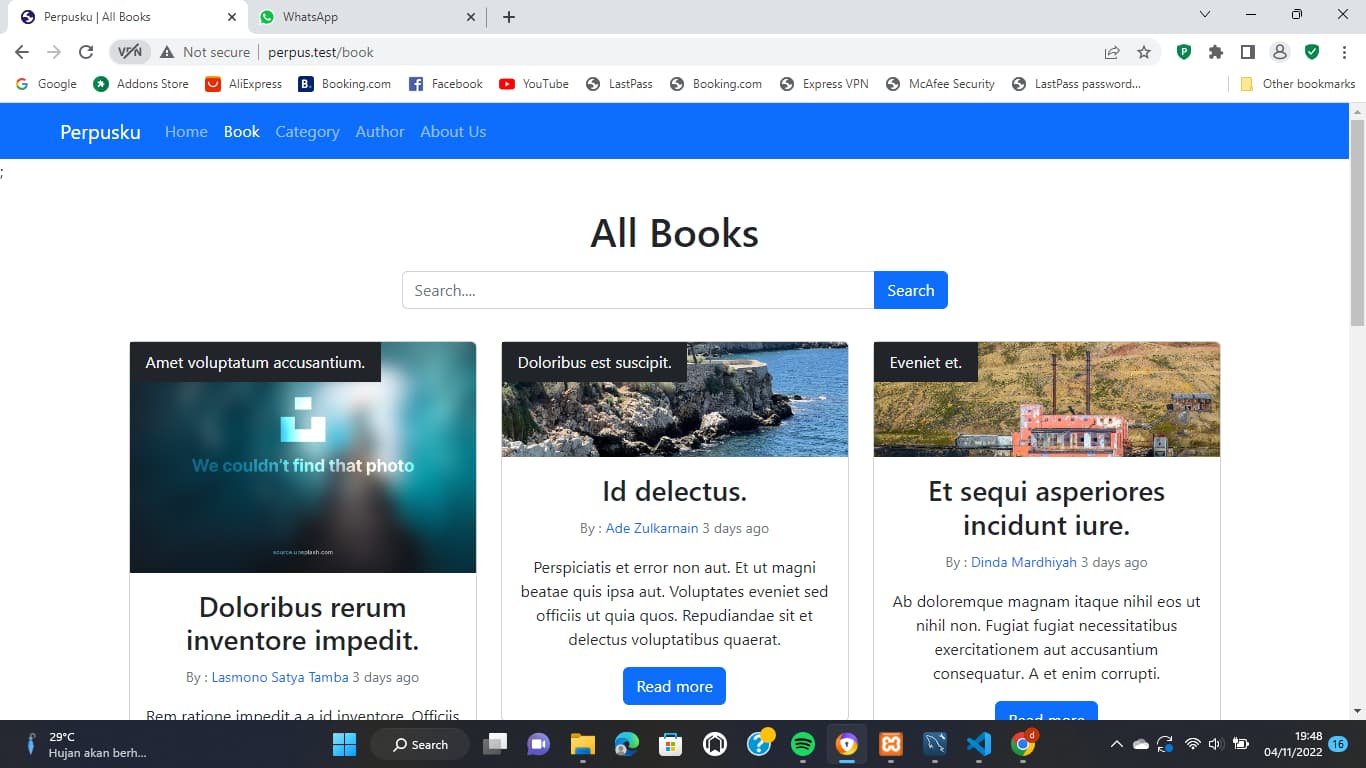 Perpusku | All Books
WhatsApp
VPN
Not secure
perpus.test/book
Google
Addons Store
AliExpress
B.
Booking.com
Facebook
YouTube
LastPass
Booking.com
Express VPN
McAfee Security
LastPass password...
Other bookmarks
Perpusku
Home
Book
Category
Author
About Us
;
All Books
Search....
Search
Amet voluptatum accusantium.
We couldn't find that photo
source.unsplash.com
Doloribus rerum
inventore impedit.
By : Lasmono Satya Tamba 3 days ago
Rem ratione impedit a a id inventore. Officiis
Doloribus est suscipit.
Id delectus.
By : Ade Zulkarnain 3 days ago
Perspiciatis et error non aut. Et ut magni
beatae quis ipsa aut. Voluptates eveniet sed
officiis ut quia quos. Repudiandae sit et
delectus voluptatibus quaerat.
Read more
Eveniet et.
Et sequi asperiores
incidunt iure.
By : Dinda Mardhiyah 3 days ago
Ab doloremque magnam itaque nihil eos ut
nihil non. Fugiat fugiat necessitatibus
exercitationem aut accusantium
consequatur. A et enim corrupti.
Read more
29°C
Hujan akan berh...
Search
d
19:48
04/11/2022
16